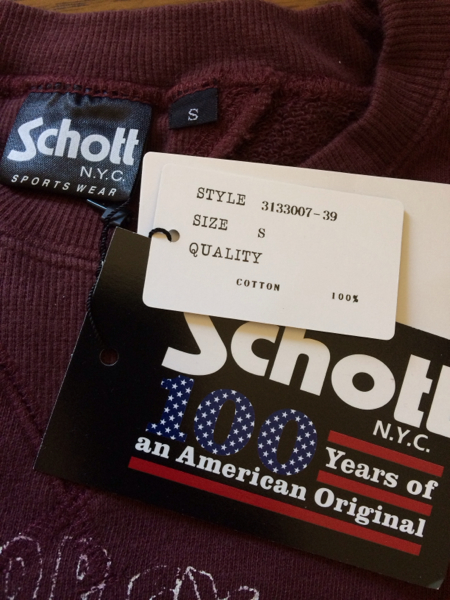 Schott
N.Y.C.
SPORTS WEAR
S
STYLE 3133007-39
SIZE S
QUALITY
COTTON 100%
Schott
N.Y.C.
100
Years of
an American Original